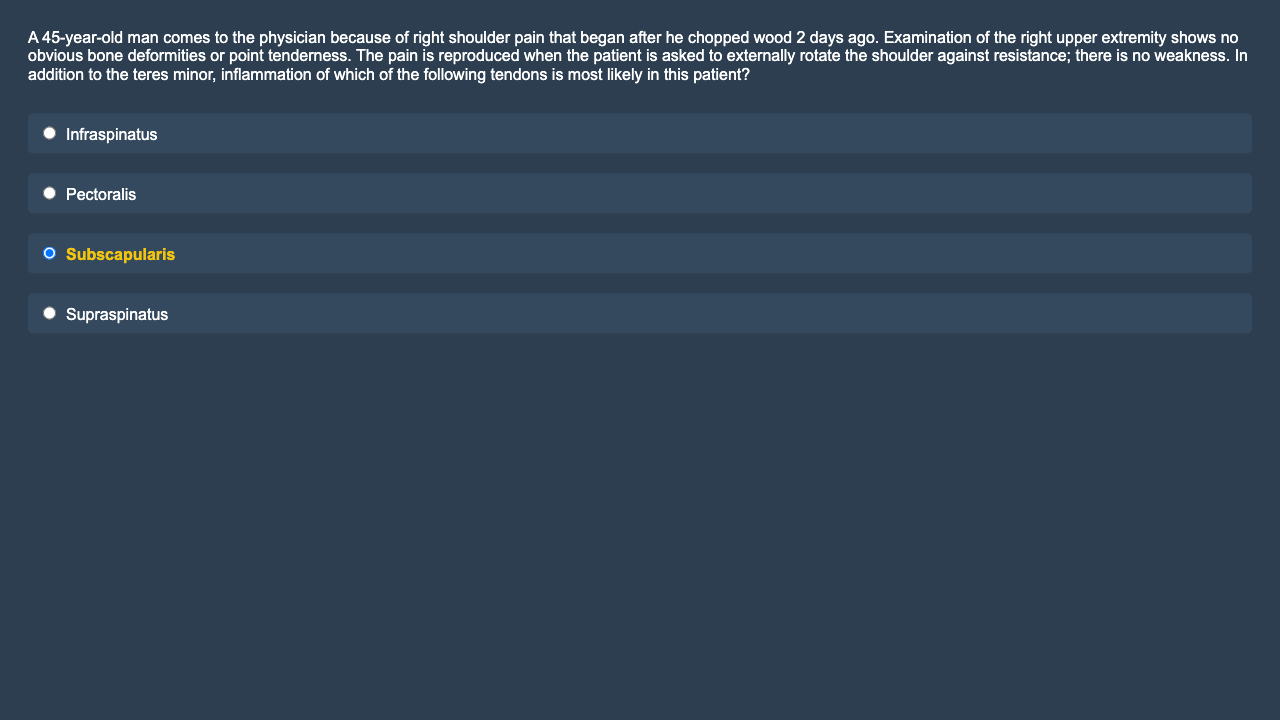 A 45-year-old man comes to the physician because of right shoulder pain that began after he chopped wood 2 days ago. Examination of the right upper extremity shows no
obvious bone deformities or point tenderness. The pain is reproduced when the patient is asked to externally rotate the shoulder against resistance; there is no weakness. In
addition to the teres minor, inflammation of which of the following tendons is most likely in this patient?
Infraspinatus
Pectoralis
Subscapularis
Supraspinatus